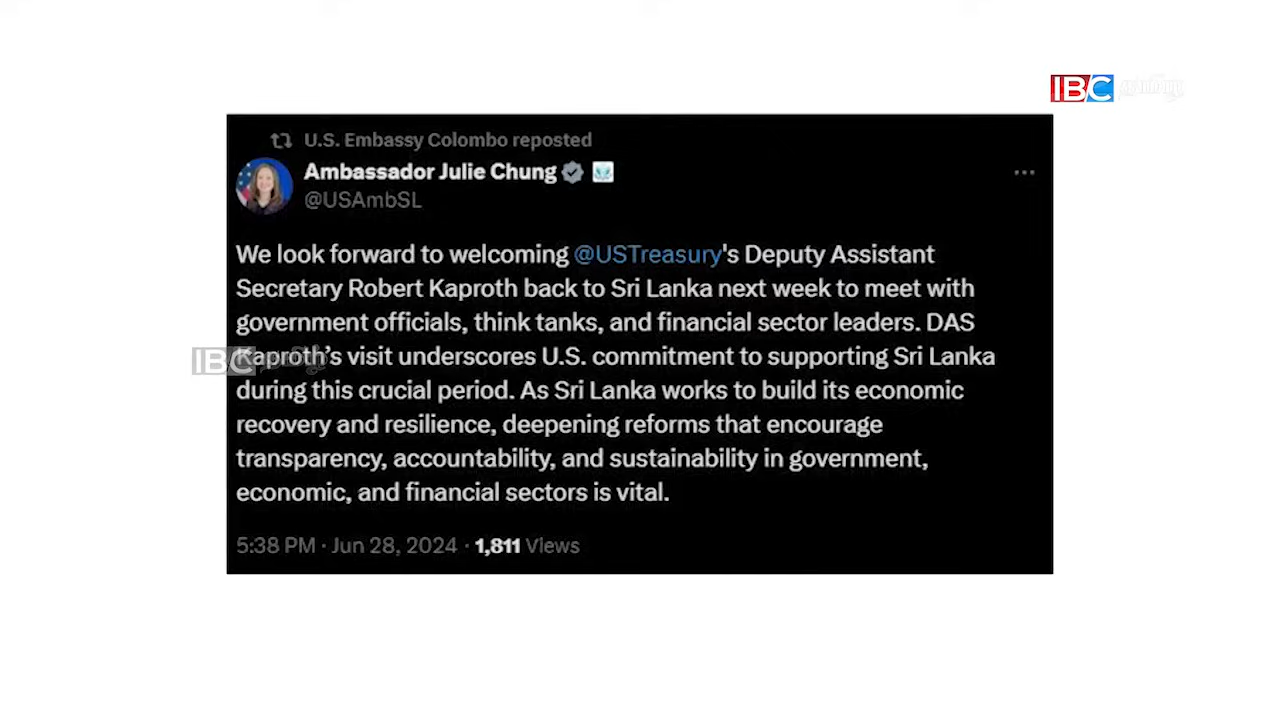 IBC தமிழ்
U.S. Embassy Colombo reposted
Ambassador Julie Chung
@USAmbSL
We look forward to welcoming @USTreasury's Deputy Assistant
Secretary Robert Kaproth back to Sri Lanka next week to meet with
government officials, think tanks, and financial sector leaders. DAS
Kaproth's visit underscores U.S. commitment to supporting Sri Lanka
during this crucial period. As Sri Lanka works to build its economic
recovery and resilience, deepening reforms that encourage
transparency, accountability, and sustainability in government,
economic, and financial sectors is vital.
IBC தமிழ்
5:38 PM · Jun 28, 2024 · 1,811 Views